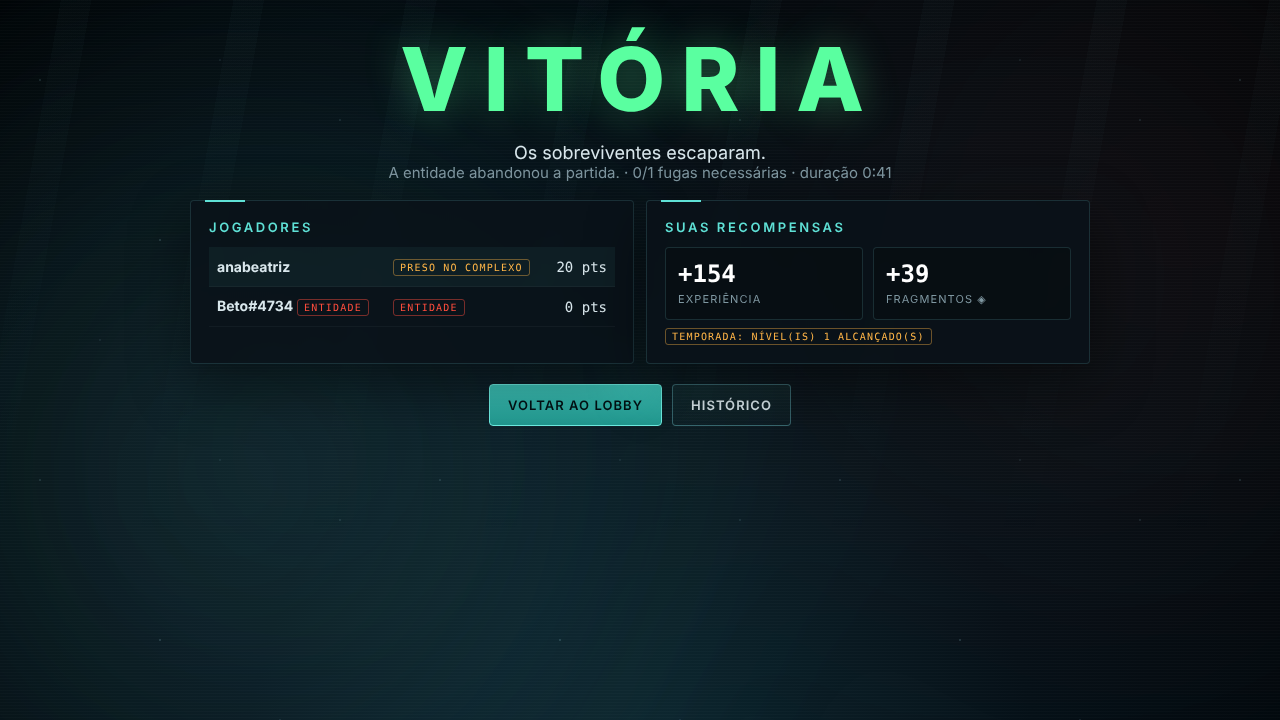 VITÓRIA
Os sobreviventes escaparam.
A entidade abandonou a partida. · 0/1 fugas necessárias · duração 0:41
JOGADORES
anabeatriz PRESO NO COMPLEXO 20 pts
Beto#4734 ENTIDADE ENTIDADE 0 pts
SUAS RECOMPENSAS
+154
EXPERIÊNCIA
+39
FRAGMENTOS ◈
TEMPORADA: NÍVEL(IS) 1 ALCANÇADO(S)
VOLTAR AO LOBBY
HISTÓRICO